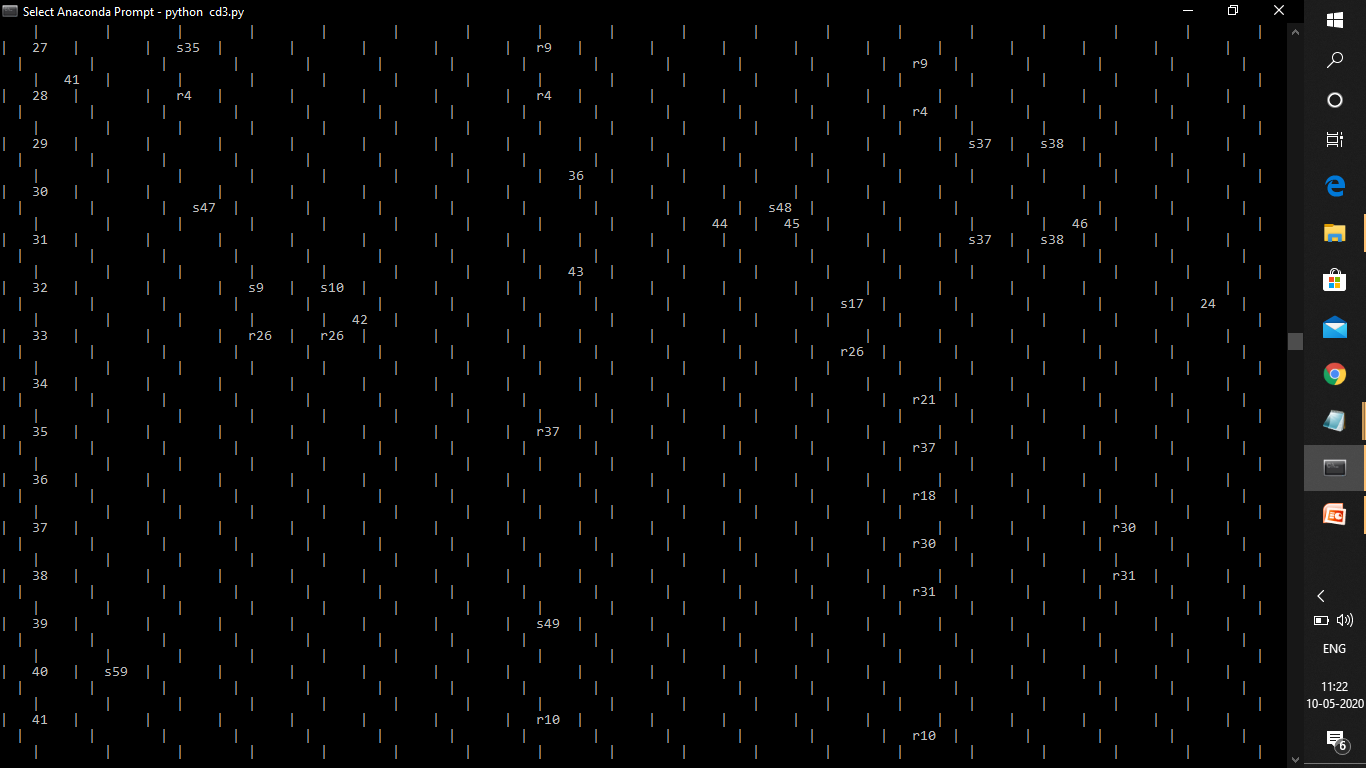 Select Anaconda Prompt - python cd3.py
27 s35 r9
r9
41
28 r4 r4
r4
29 s37 s38
36
30
s47 s48
44 45 46
31 s37 s38
43
32 s9 s10
s17 24
42
33 r26 r26
r26
34
r21
35 r37
r37
36
r18
37 r30
r30
38 r31
r31
39 s49
40 s59
41 r10
r10
ENG
11:22
10-05-2020
6